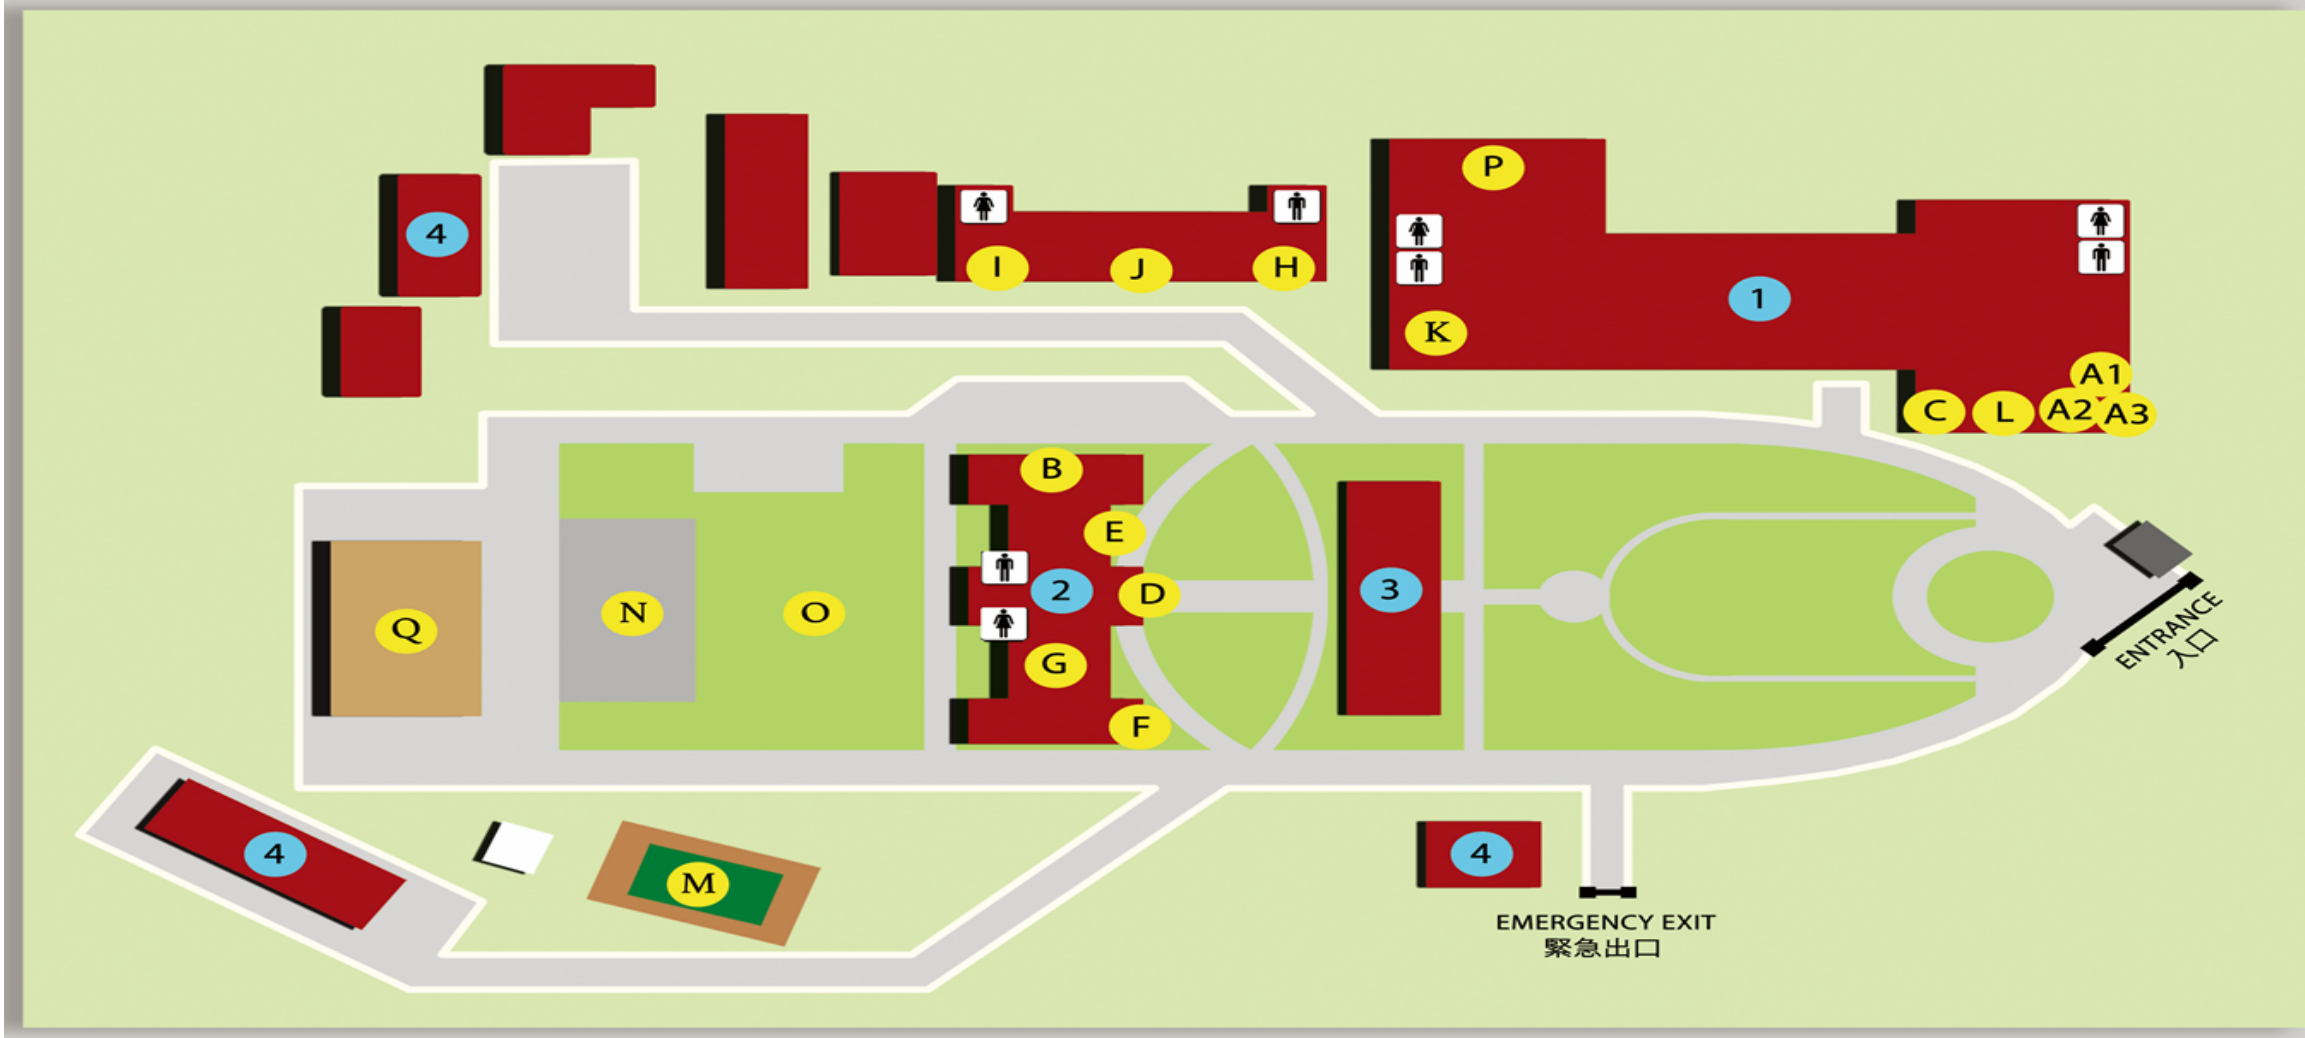 P
4
I
J
H
1
K
A1
C
L
A2
A3
B
E
2
D
3
Q
N
O
G
F
ENTRANCE
入口
4
M
4
EMERGENCY EXIT
緊急出口